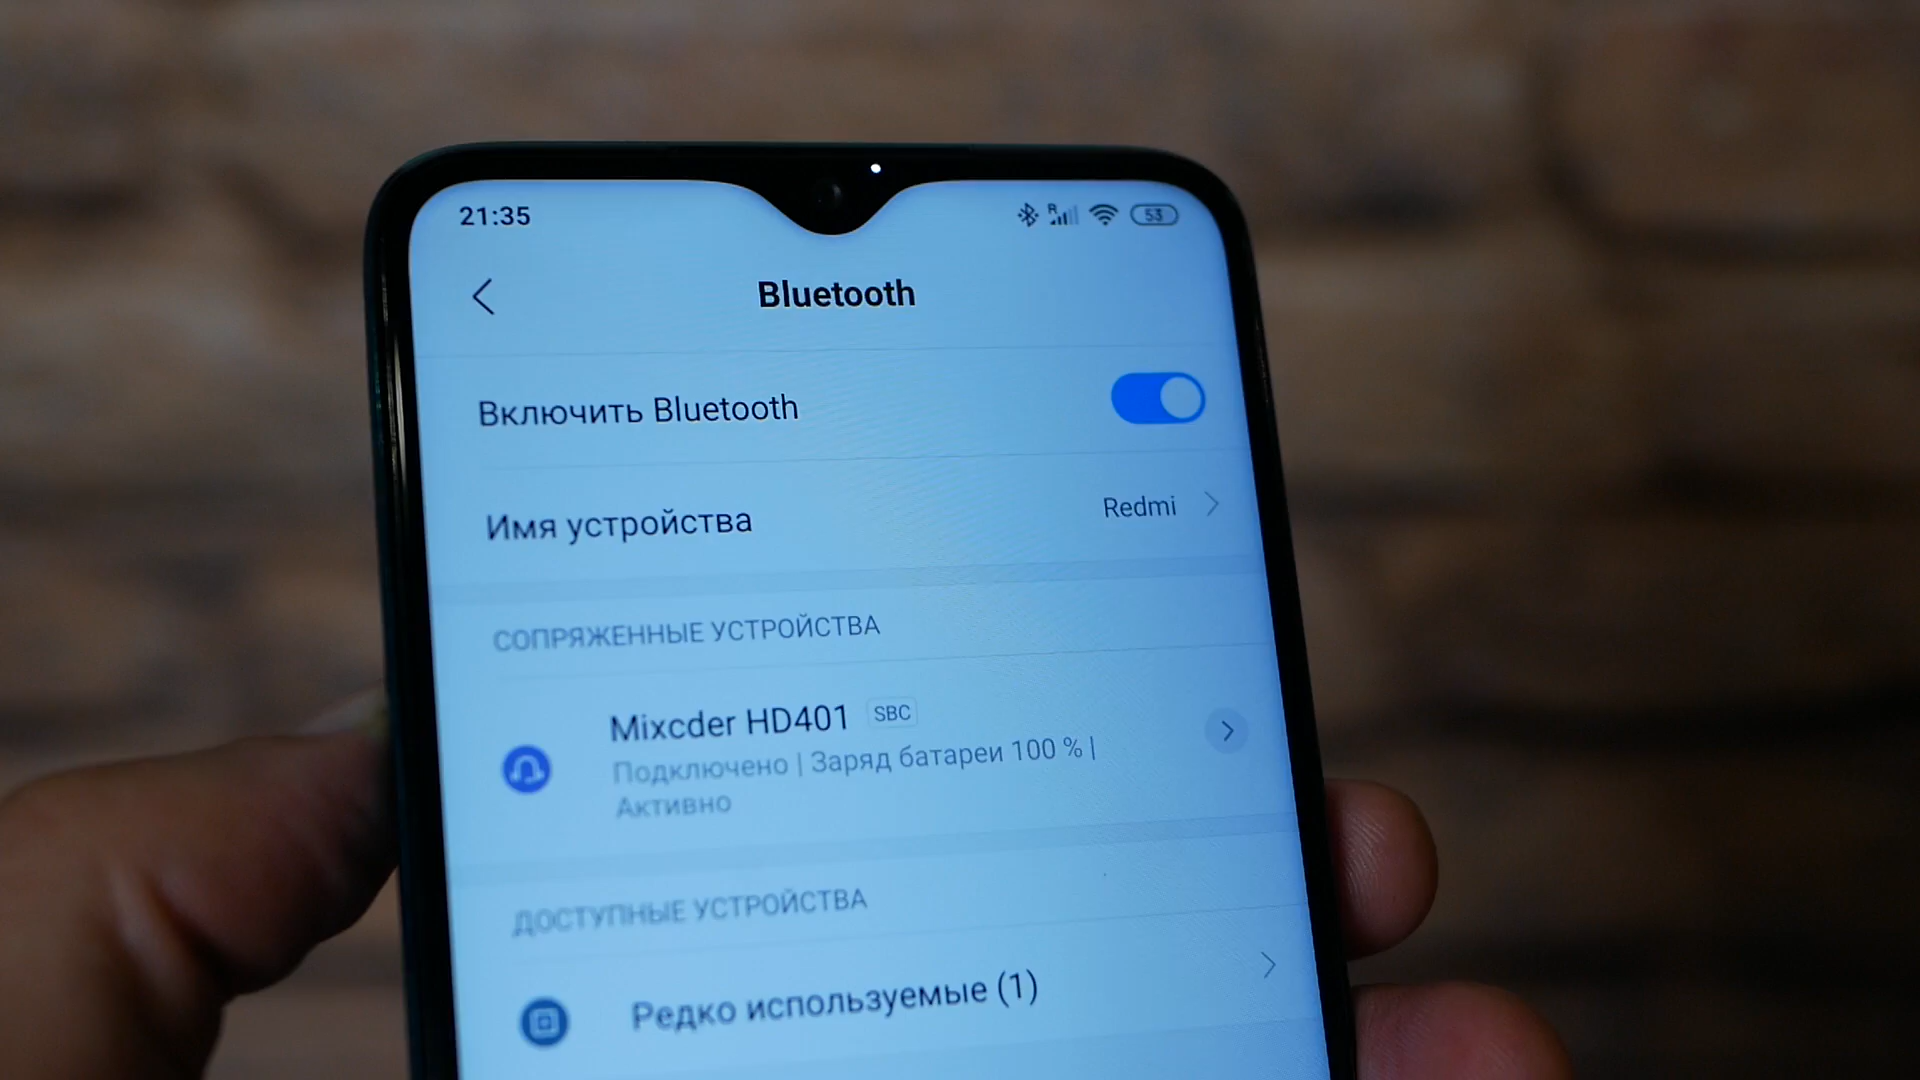 21:35
R
53
Bluetooth
Включить Bluetooth
Имя устройства
Redmi
СОПРЯЖЕННЫЕ УСТРОЙСТВА
Mixcder HD401 SBC
Подключено | Заряд батареи 100 % |
Активно
ДОСТУПНЫЕ УСТРОЙСТВА
Редко используемые (1)